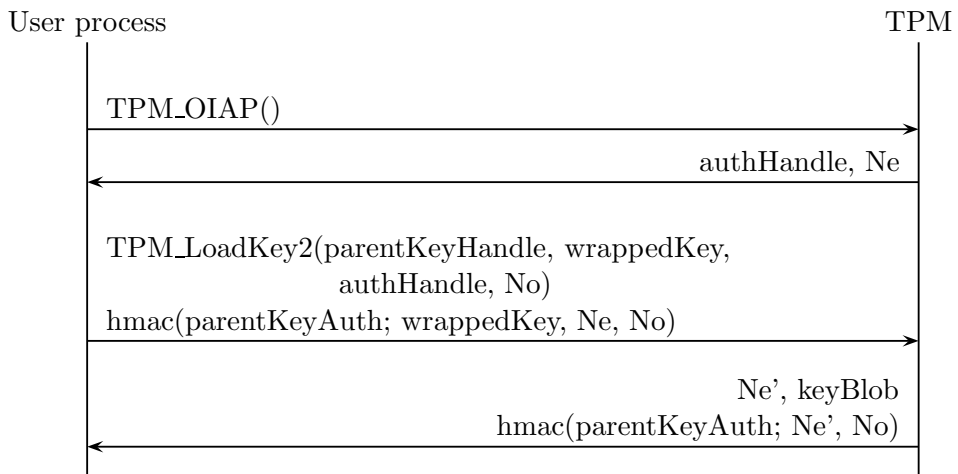 User process
TPM
TPM_OIAP()
authHandle, Ne
TPM_LoadKey2(parentKeyHandle, wrappedKey,
authHandle, No)
hmac(parentKeyAuth; wrappedKey, Ne, No)
Ne', keyBlob
hmac(parentKeyAuth; Ne', No)